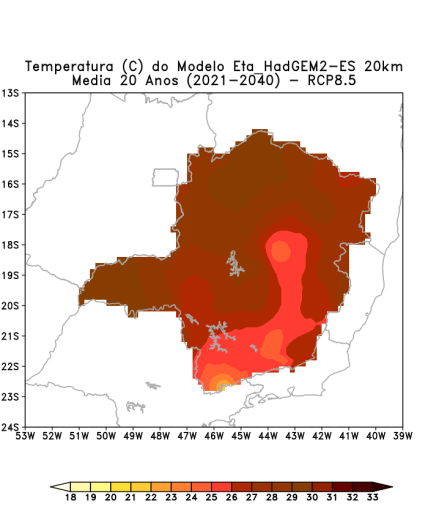 Temperatura (C) do Modelo Eta_HadGEM2-ES 20km
Media 20 Anos (2021-2040) - RCP8.5
13S
14S
15S
16S
17S
18S
19S
20S
21S
22S
23S
24S
53W 52W 51W 50W 49W 48W 47W 46W 45W 44W 43W 42W 41W 40W 39W
18 19 20 21 22 23 24 25 26 27 28 29 30 31 32 33